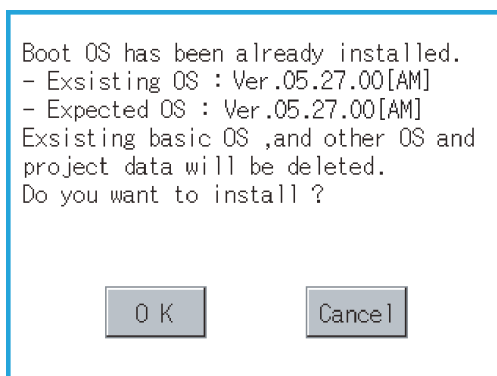 Boot OS has been already installed.
- Exsisting OS : Ver.05.27.00[AM]
- Expected OS : Ver.05.27.00[AM]
Exsisting basic OS ,and other OS and
project data will be deleted.
Do you want to install ?
O K
Cancel